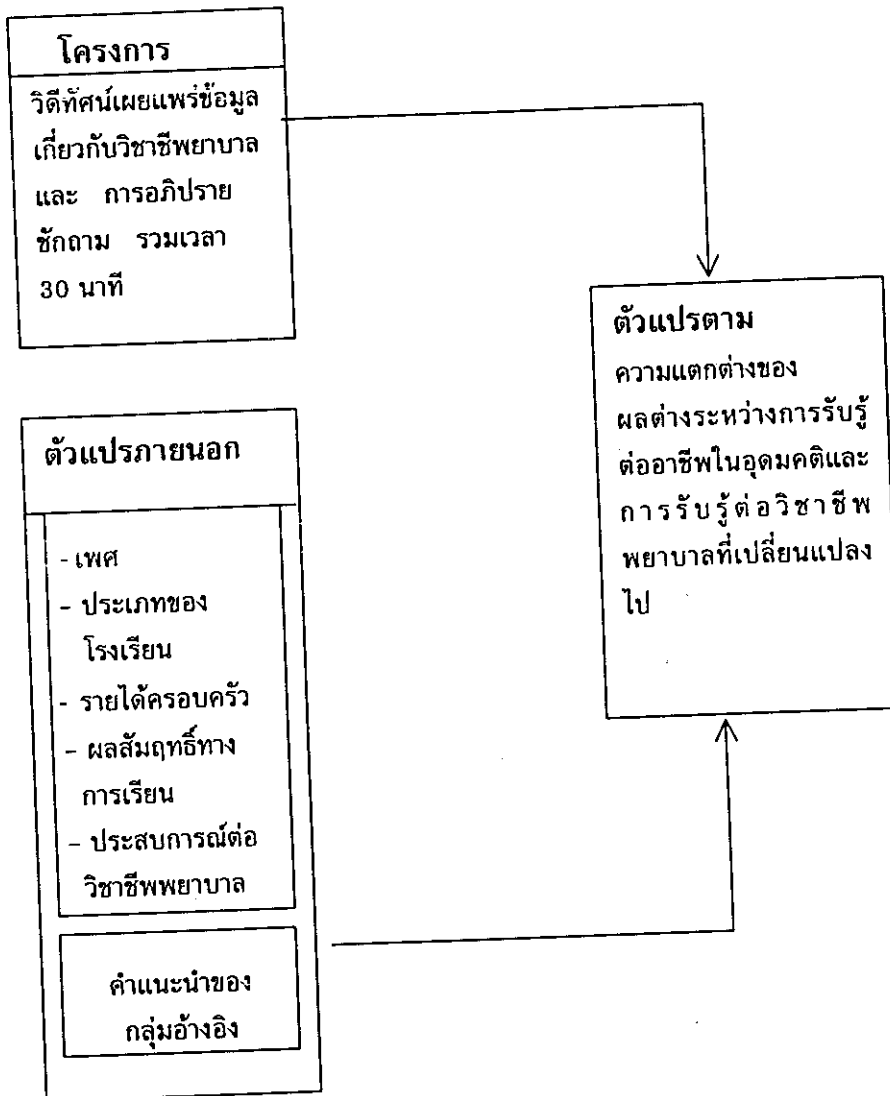 โครงการ
วิดีทัศน์เผยแพร่ข้อมูล
เกี่ยวกับวิชาชีพพยาบาล
และ การอภิปราย
ซักถาม รวมเวลา
30 นาที
ตัวแปรภายนอก
- เพศ
- ประเภทของ
โรงเรียน
- รายได้ครอบครัว
- ผลสัมฤทธิ์ทาง
การเรียน
- ประสบการณ์ต่อ
วิชาชีพพยาบาล
คำแนะนำของ
กลุ่มอ้างอิง
ตัวแปรตาม
ความแตกต่างของ
ผลต่างระหว่างการรับรู้
ต่ออาชีพในอุดมคติและ
การรับรู้ต่อวิชาชีพ
พยาบาลที่เปลี่ยนแปลง
ไป